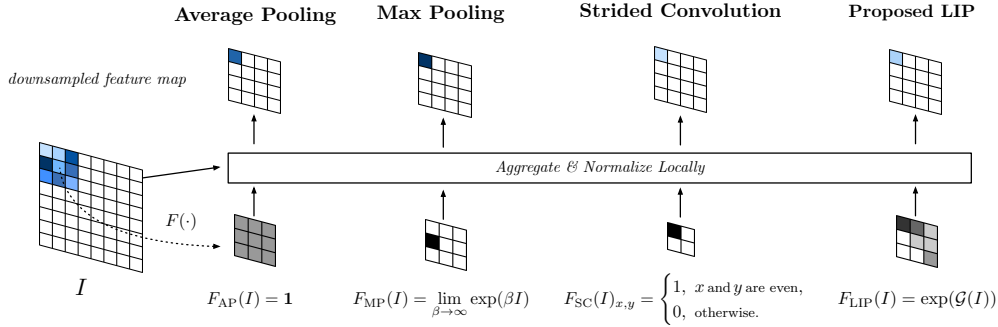 Average Pooling Max Pooling Strided Convolution Proposed LIP
downsampled feature map
Aggregate & Normalize Locally
F(·)
I
F_AP(I) = 1 F_MP(I) = lim_{β→∞} exp(βI) F_SC(I)_{x,y} = { 1, x and y are even, 0, otherwise. F_LIP(I) = exp(𝒢(I))